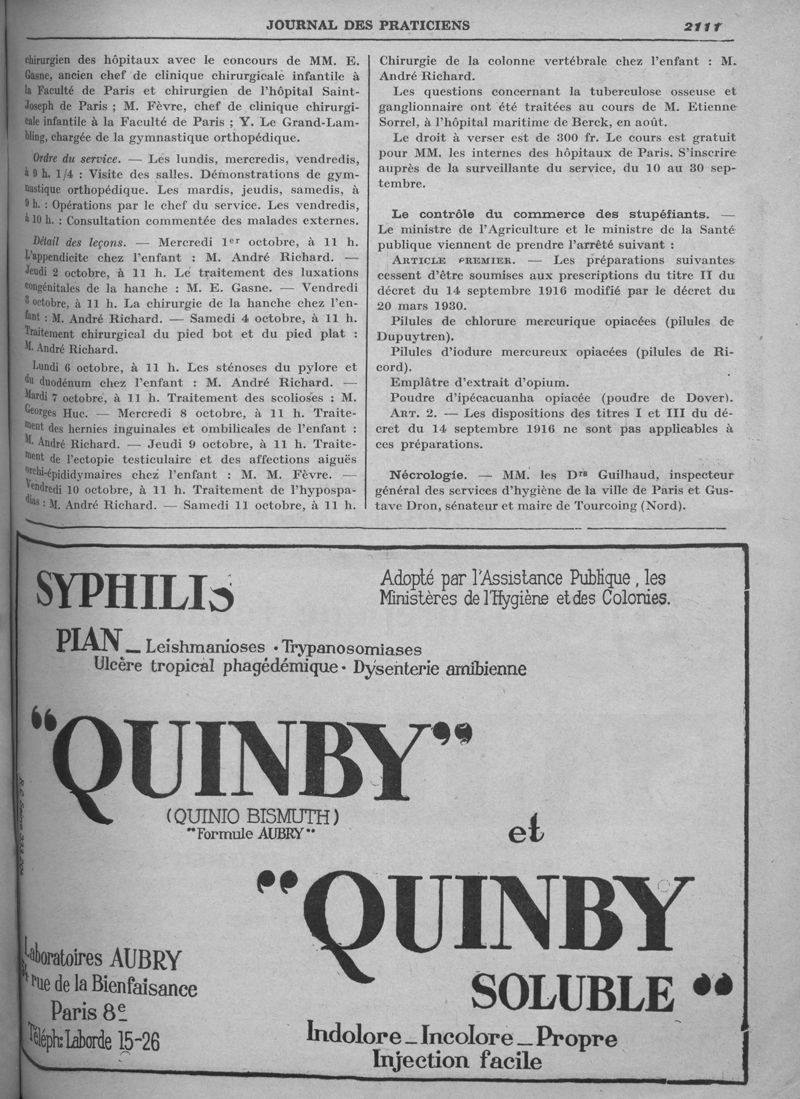 JOURNAL DES PRATICIENS
2111
chirurgien des hôpitaux avec le concours de MM. E.
Gasne, ancien chef de clinique chirurgicale infantile à
la Faculté de Paris et chirurgien de l'hôpital Saint-
Joseph de Paris ; M. Fèvre, chef de clinique chirurgi-
cale infantile à la Faculté de Paris ; Y. Le Grand-Lam-
bling, chargée de la gymnastique orthopédique.
Ordre du service. — Les lundis, mercredis, vendredis,
à 9 h. 1/4 : Visite des salles. Démonstrations de gym-
nastique orthopédique. Les mardis, jeudis, samedis, à
9 h. : Opérations par le chef du service. Les vendredis,
à 10 h. : Consultation commentée des malades externes.
Détail des leçons. — Mercredi 1er octobre, à 11 h.
L'appendicite chez l'enfant : M. André Richard. —
Jeudi 2 octobre, à 11 h. Le traitement des luxations
congénitales de la hanche : M. E. Gasne. — Vendredi
3 octobre, à 11 h. La chirurgie de la hanche chez l'en-
fant : M. André Richard. — Samedi 4 octobre, à 11 h.
Traitement chirurgical du pied bot et du pied plat :
M. André Richard.
Lundi 6 octobre, à 11 h. Les sténoses du pylore et
du duodénum chez l'enfant : M. André Richard. —
Mardi 7 octobre, à 11 h. Traitement des scolioses : M.
Georges Huc. — Mercredi 8 octobre, à 11 h. Traite-
ment des hernies inguinales et ombilicales de l'enfant :
M. André Richard. — Jeudi 9 octobre, à 11 h. Traite-
ment de l'ectopie testiculaire et des affections aiguës
orchi-épididymaires chez l'enfant : M. M. Fèvre. —
Vendredi 10 octobre, à 11 h. Traitement de l'hypospa-
dias : M. André Richard. — Samedi 11 octobre, à 11 h.
Chirurgie de la colonne vertébrale chez l'enfant : M.
André Richard.
Les questions concernant la tuberculose osseuse et
ganglionnaire ont été traitées au cours de M. Etienne
Sorrel, à l'hôpital maritime de Berck, en août.
Le droit à verser est de 300 fr. Le cours est gratuit
pour MM. les internes des hôpitaux de Paris. S'inscrire
auprès de la surveillante du service, du 10 au 30 sep-
tembre.
Le contrôle du commerce des stupéfiants. —
Le ministre de l'Agriculture et le ministre de la Santé
publique viennent de prendre l'arrêté suivant :
ARTICLE PREMIER. — Les préparations suivantes
cessent d'être soumises aux prescriptions du titre II du
décret du 14 septembre 1916 modifié par le décret du
20 mars 1930.
Pilules de chlorure mercurique opiacées (pilules de
Dupuytren).
Pilules d'iodure mercureux opiacées (pilules de Ri-
cord).
Emplâtre d'extrait d'opium.
Poudre d'ipécacuanha opiacée (poudre de Dover).
ART. 2. — Les dispositions des titres I et III du dé-
cret du 14 septembre 1916 ne sont pas applicables à
ces préparations.
Nécrologie. — MM. les Drs Guilhaud, inspecteur
général des services d'hygiène de la ville de Paris et Gus-
tave Dron, sénateur et maire de Tourcoing (Nord).
SYPHILIS
Adopté par l'Assistance Publique, les
Ministères de l'Hygiène et des Colonies.
PIAN — Leishmanioses • Trypanosomiases
Ulcère tropical phagédémique • Dysenterie amibienne
"QUINBY"
(QUINIO BISMUTH)
"Formule AUBRY"
et
"QUINBY
SOLUBLE"
Laboratoires AUBRY
rue de la Bienfaisance
Paris 8e
Téléph: Laborde 15-26
Indolore — Incolore — Propre
Injection facile